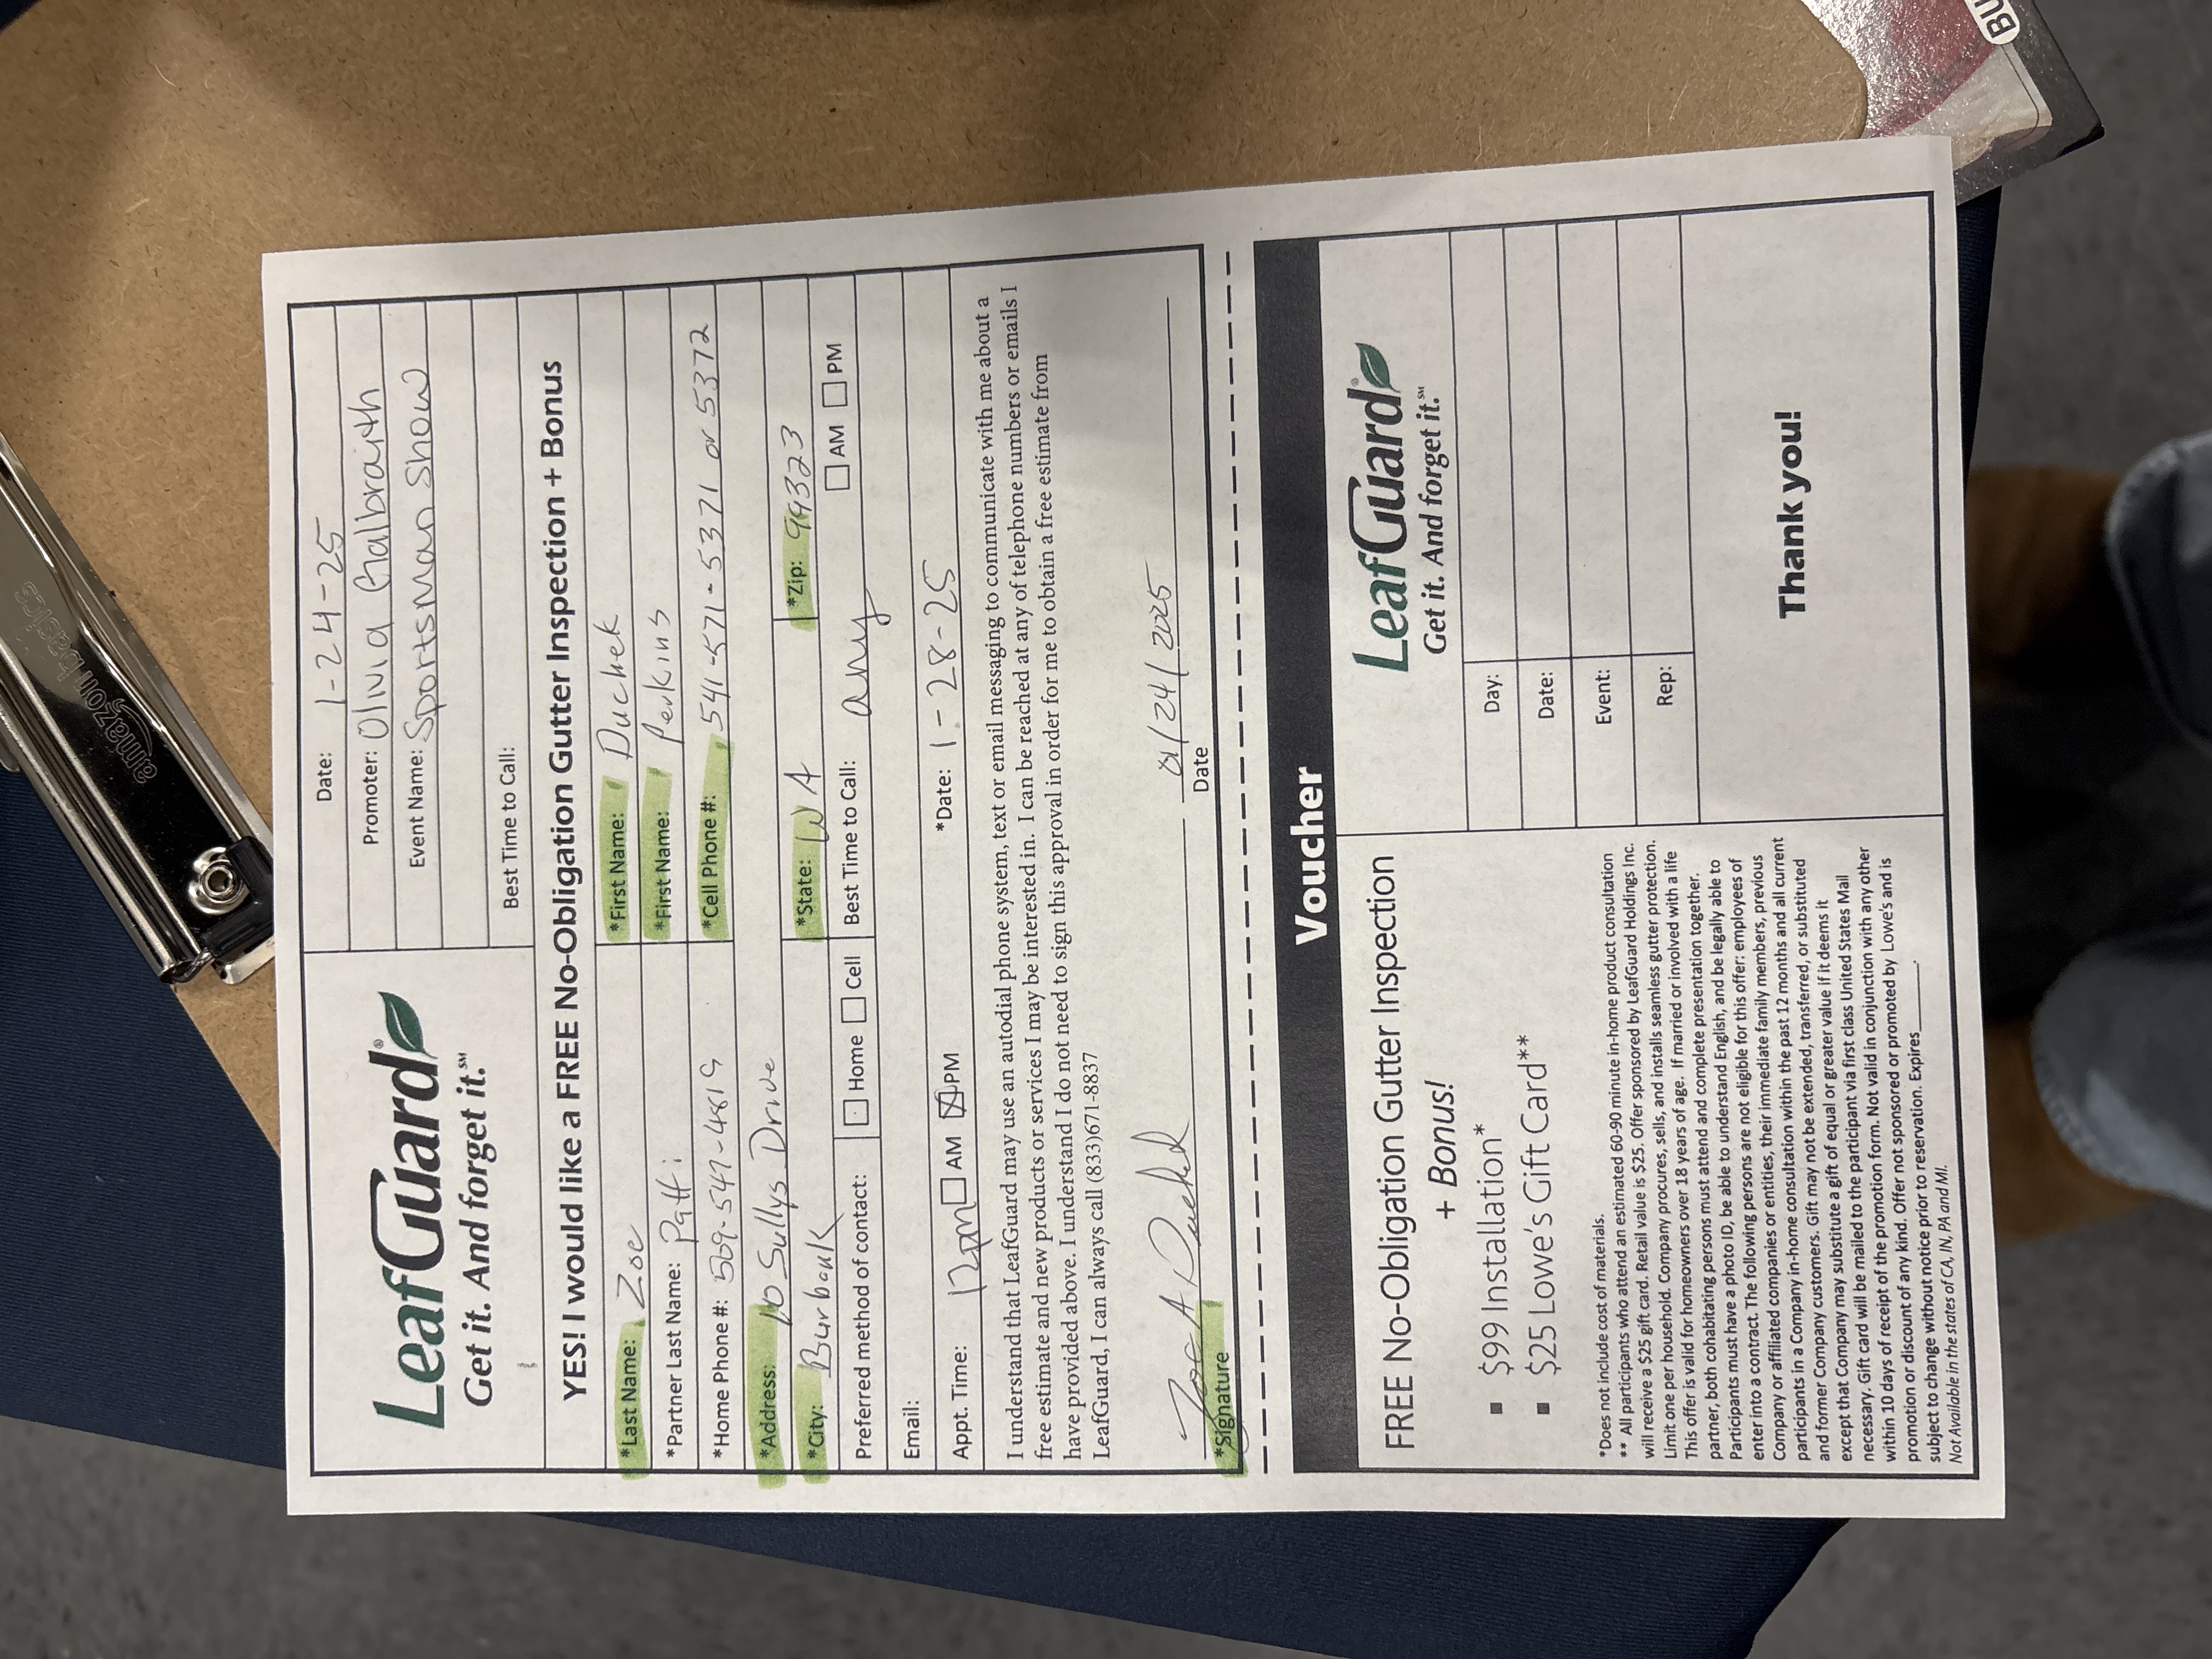 amazon basics
LeafGuard®
Get it. And forget it.℠
Date: 1-24-25
Promoter: Olivia Galbraith
Event Name: Sportsman Show
Best Time to Call:
YES! I would like a FREE No-Obligation Gutter Inspection + Bonus
*Last Name: Zoe *First Name: Duchek
*Partner Last Name: Patti *First Name: Perkins
*Home Phone #: 509-547-4819 *Cell Phone #: 541-571-5371 or 5372
*Address: 10 Sullys Drive
*City: Burbank *State: WA *Zip: 99323
Preferred method of contact: Home Cell Best Time to Call: any AM PM
Email:
Appt. Time: 12pm AM PM *Date: 1-28-25
I understand that LeafGuard may use an autodial phone system, text or email messaging to communicate with me about a
free estimate and new products or services I may be interested in. I can be reached at any of telephone numbers or emails I
have provided above. I understand I do not need to sign this approval in order for me to obtain a free estimate from
LeafGuard, I can always call (833)671-8837
Zoe A Duchek 01/24/2025
*Signature Date
Voucher
FREE No-Obligation Gutter Inspection
+ Bonus!
▪ $99 Installation*
▪ $25 Lowe's Gift Card**
*Does not include cost of materials.
** All participants who attend an estimated 60-90 minute in-home product consultation
will receive a $25 gift card. Retail value is $25. Offer sponsored by LeafGuard Holdings Inc.
Limit one per household. Company procures, sells, and installs seamless gutter protection.
This offer is valid for homeowners over 18 years of age. If married or involved with a life
partner, both cohabitating persons must attend and complete presentation together.
Participants must have a photo ID, be able to understand English, and be legally able to
enter into a contract. The following persons are not eligible for this offer: employees of
Company or affiliated companies or entities, their immediate family members, previous
participants in a Company in-home consultation within the past 12 months and all current
and former Company customers. Gift may not be extended, transferred, or substituted
except that Company may substitute a gift of equal or greater value if it deems it
necessary. Gift card will be mailed to the participant via first class United States Mail
within 10 days of receipt of the promotion form. Not valid in conjunction with any other
promotion or discount of any kind. Offer not sponsored or promoted by Lowe's and is
subject to change without notice prior to reservation. Expires________.
Not Available in the states of CA, IN, PA and MI.
LeafGuard®
Get it. And forget it.℠
Day:
Date:
Event:
Rep:
Thank you!
BU